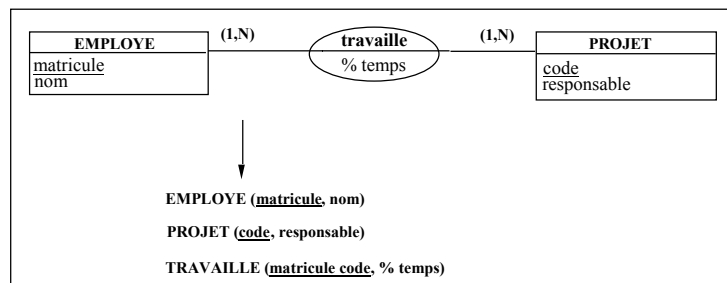 EMPLOYE
(1,N)
travaille
(1,N)
PROJET
matricule
nom
% temps
code
responsable
EMPLOYE (matricule, nom)
PROJET (code, responsable)
TRAVAILLE (matricule code, % temps)